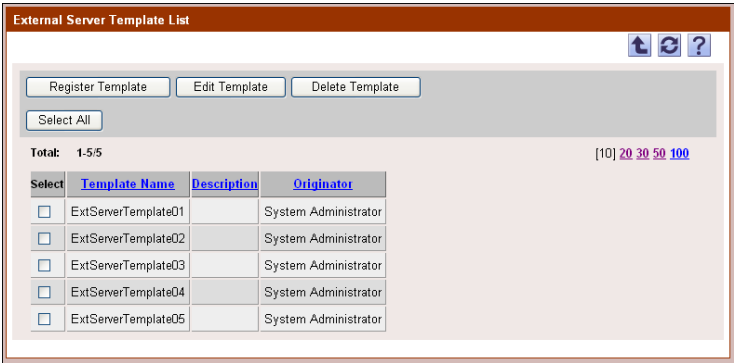 External Server Template List
?
Register Template Edit Template Delete Template
Select All
Total: 1-5/5 [10] 20 30 50 100
Select Template Name Description Originator
ExtServerTemplate01 System Administrator
ExtServerTemplate02 System Administrator
ExtServerTemplate03 System Administrator
ExtServerTemplate04 System Administrator
ExtServerTemplate05 System Administrator